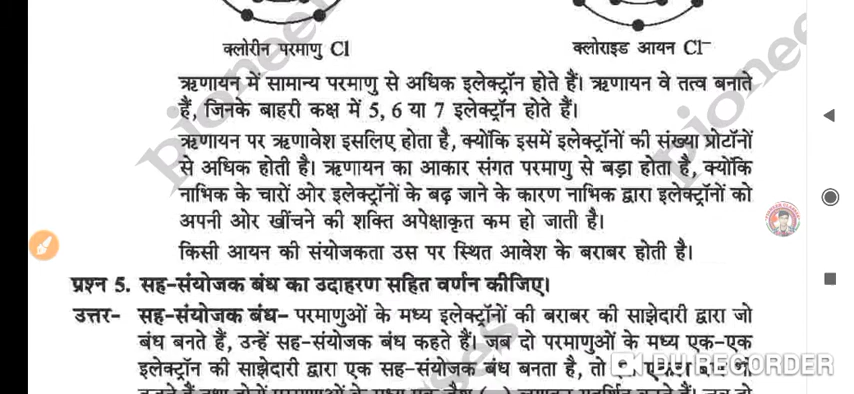 क्लोरीन परमाणु Cl क्लोराइड आयन Cl⁻
ऋणायन में सामान्य परमाणु से अधिक इलेक्ट्रॉन होते हैं। ऋणायन वे तत्व बनाते
हैं, जिनके बाहरी कक्ष में 5, 6 या 7 इलेक्ट्रॉन होते हैं।
ऋणायन पर ऋणावेश इसलिए होता है, क्योंकि इसमें इलेक्ट्रॉनों की संख्या प्रोटॉनों
से अधिक होती है। ऋणायन का आकार संगत परमाणु से बड़ा होता है, क्योंकि
नाभिक के चारों ओर इलेक्ट्रॉनों के बढ़ जाने के कारण नाभिक द्वारा इलेक्ट्रॉनों को
अपनी ओर खींचने की शक्ति अपेक्षाकृत कम हो जाती है।
किसी आयन की संयोजकता उस पर स्थित आवेश के बराबर होती है।
प्रश्न 5. सह-संयोजक बंध का उदाहरण सहित वर्णन कीजिए।
उत्तर- सह-संयोजक बंध– परमाणुओं के मध्य इलेक्ट्रॉनों की बराबर की साझेदारी द्वारा जो
बंध बनते हैं, उन्हें सह-संयोजक बंध कहते हैं। जब दो परमाणुओं के मध्य एक-एक
इलेक्ट्रॉन की साझेदारी द्वारा एक सह-संयोजक बंध बनता है, तो
DU RECORDER
pioneer